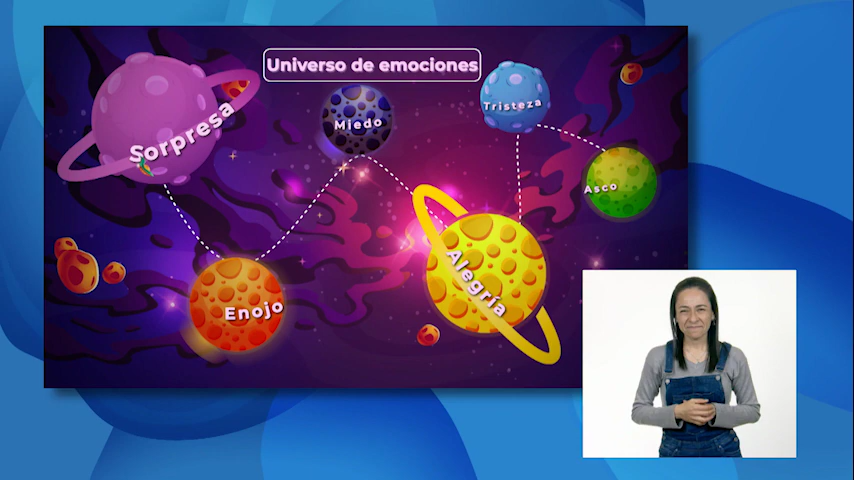 Universo de emociones
Sorpresa
Miedo
Tristeza
Asco
Alegría
Enojo